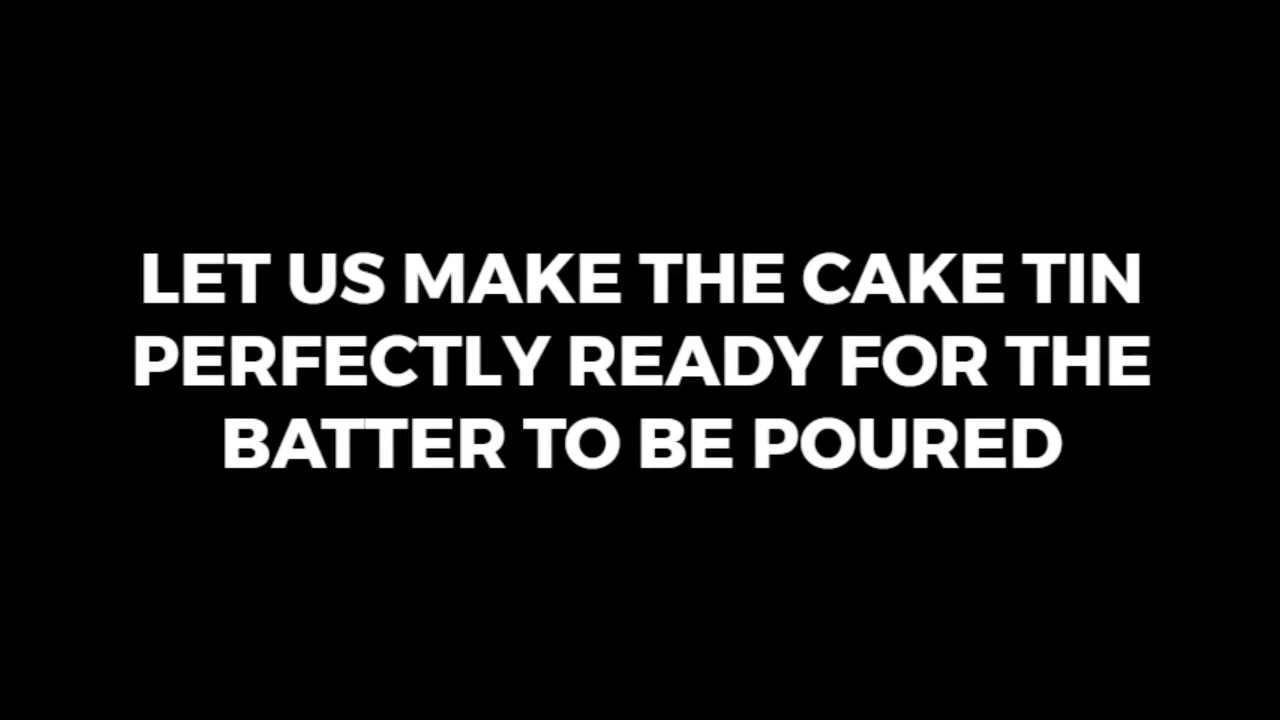 LET US MAKE THE CAKE TIN
PERFECTLY READY FOR THE
BATTER TO BE POURED